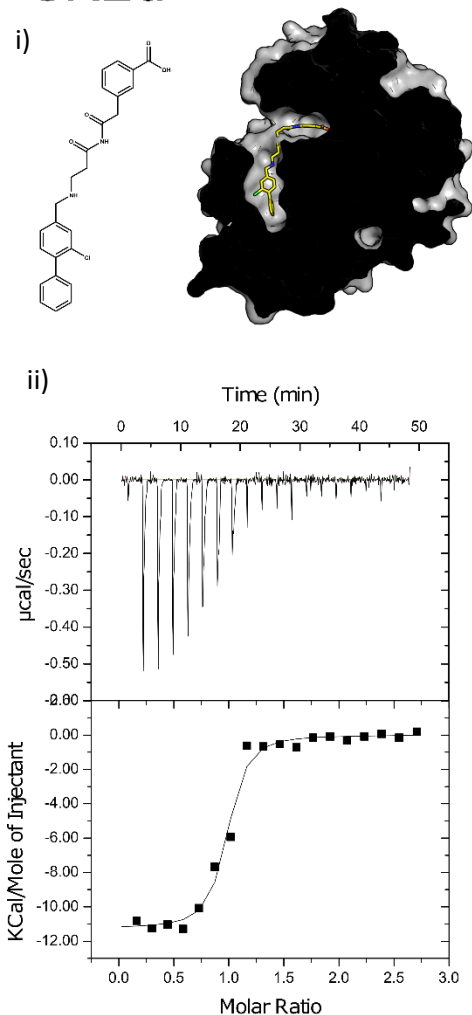 i)
O
OH
O
NH
O
NH
Cl
ii)
Time (min)
0 10 20 30 40 50
0.10
0.00
-0.10
-0.20
-0.30
-0.40
-0.50
µcal/sec
0.00
-2.00
-4.00
-6.00
-8.00
-10.00
-12.00
KCal/Mole of Injectant
0.0 0.5 1.0 1.5 2.0 2.5 3.0
Molar Ratio